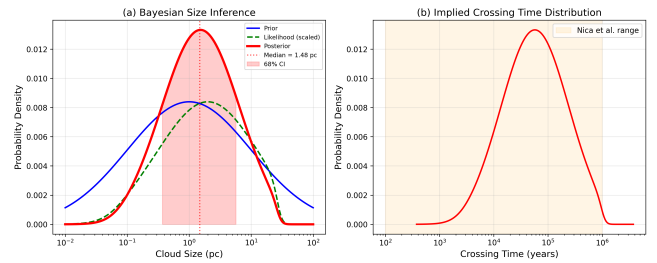 (a) Bayesian Size Inference
Probability Density
0.012
0.010
0.008
0.006
0.004
0.002
0.000
Prior
Likelihood (scaled)
Posterior
Median = 1.48 pc
68% CI
10⁻² 10⁻¹ 10⁰ 10¹ 10²
Cloud Size (pc)
(b) Implied Crossing Time Distribution
Probability Density
0.012
0.010
0.008
0.006
0.004
0.002
0.000
Nica et al. range
10² 10³ 10⁴ 10⁵ 10⁶
Crossing Time (years)